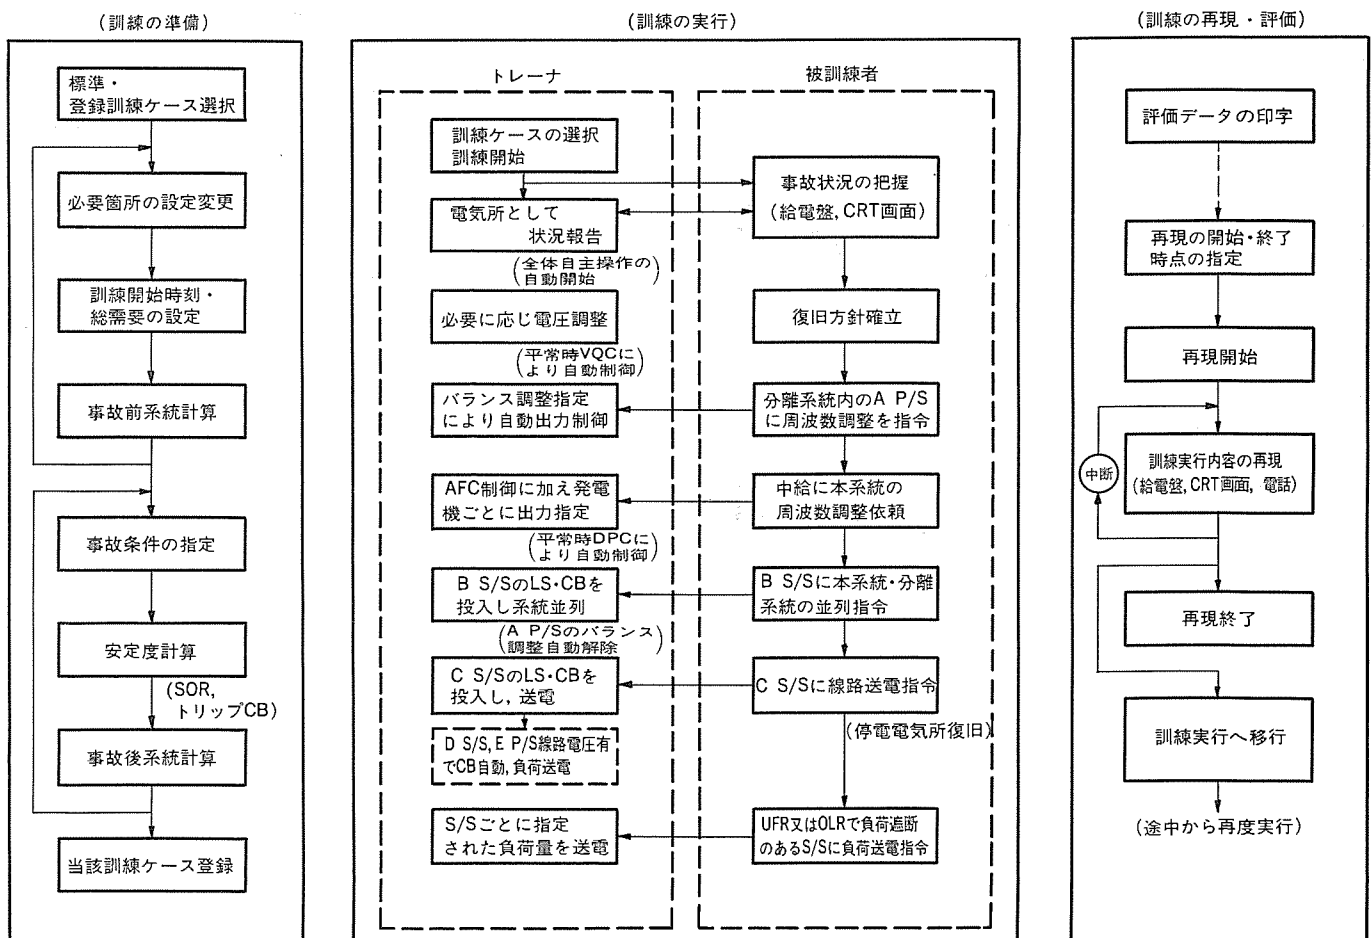 (訓練の準備)
標準・
登録訓練ケース選択
必要箇所の設定変更
訓練開始時刻・
総需要の設定
事故前系統計算
事故条件の指定
安定度計算
(SOR,
トリップCB)
事故後系統計算
当該訓練ケース登録
(訓練の実行)
トレーナ
訓練ケースの選択
訓練開始
電気所として
状況報告
(全体自主操作の
自動開始)
必要に応じ電圧調整
(平常時VQCに
より自動制御)
バランス調整指定
により自動出力制御
AFC制御に加え発電
機ごとに出力指定
(平常時DPCに
より自動制御)
B S/SのLS・CBを
投入し系統並列
(A P/Sのバランス
調整自動解除)
C S/SのLS・CBを
投入し,送電
D S/S, E P/S線路電圧有
でCB自動,負荷送電
S/Sごとに指定
された負荷量を送電
被訓練者
事故状況の把握
(給電盤,CRT画面)
復旧方針確立
分離系統内のA P/S
に周波数調整を指令
中給に本系統の
周波数調整依頼
B S/Sに本系統・分離
系統の並列指令
C S/Sに線路送電指令
(停電電気所復旧)
UFR又はOLRで負荷遮断
のあるS/Sに負荷送電指令
(訓練の再現・評価)
評価データの印字
再現の開始・終了
時点の指定
再現開始
中断
訓練実行内容の再現
(給電盤,CRT画面,電話)
再現終了
訓練実行へ移行
(途中から再度実行)